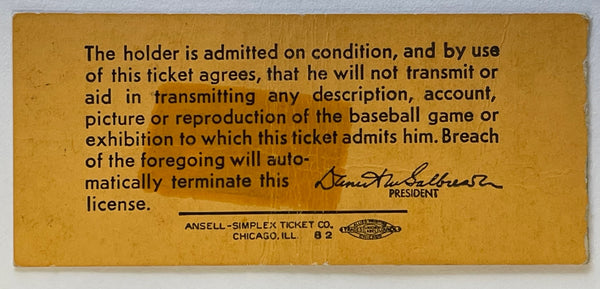 The holder is admitted on condition, and by use
of this ticket agrees, that he will not transmit or
aid in transmitting any description, account,
picture or reproduction of the baseball game or
exhibition to which this ticket admits him. Breach
of the foregoing will auto-
matically terminate this
license.
PRESIDENT
ANSELL-SIMPLEX TICKET CO.
CHICAGO, ILL. 82